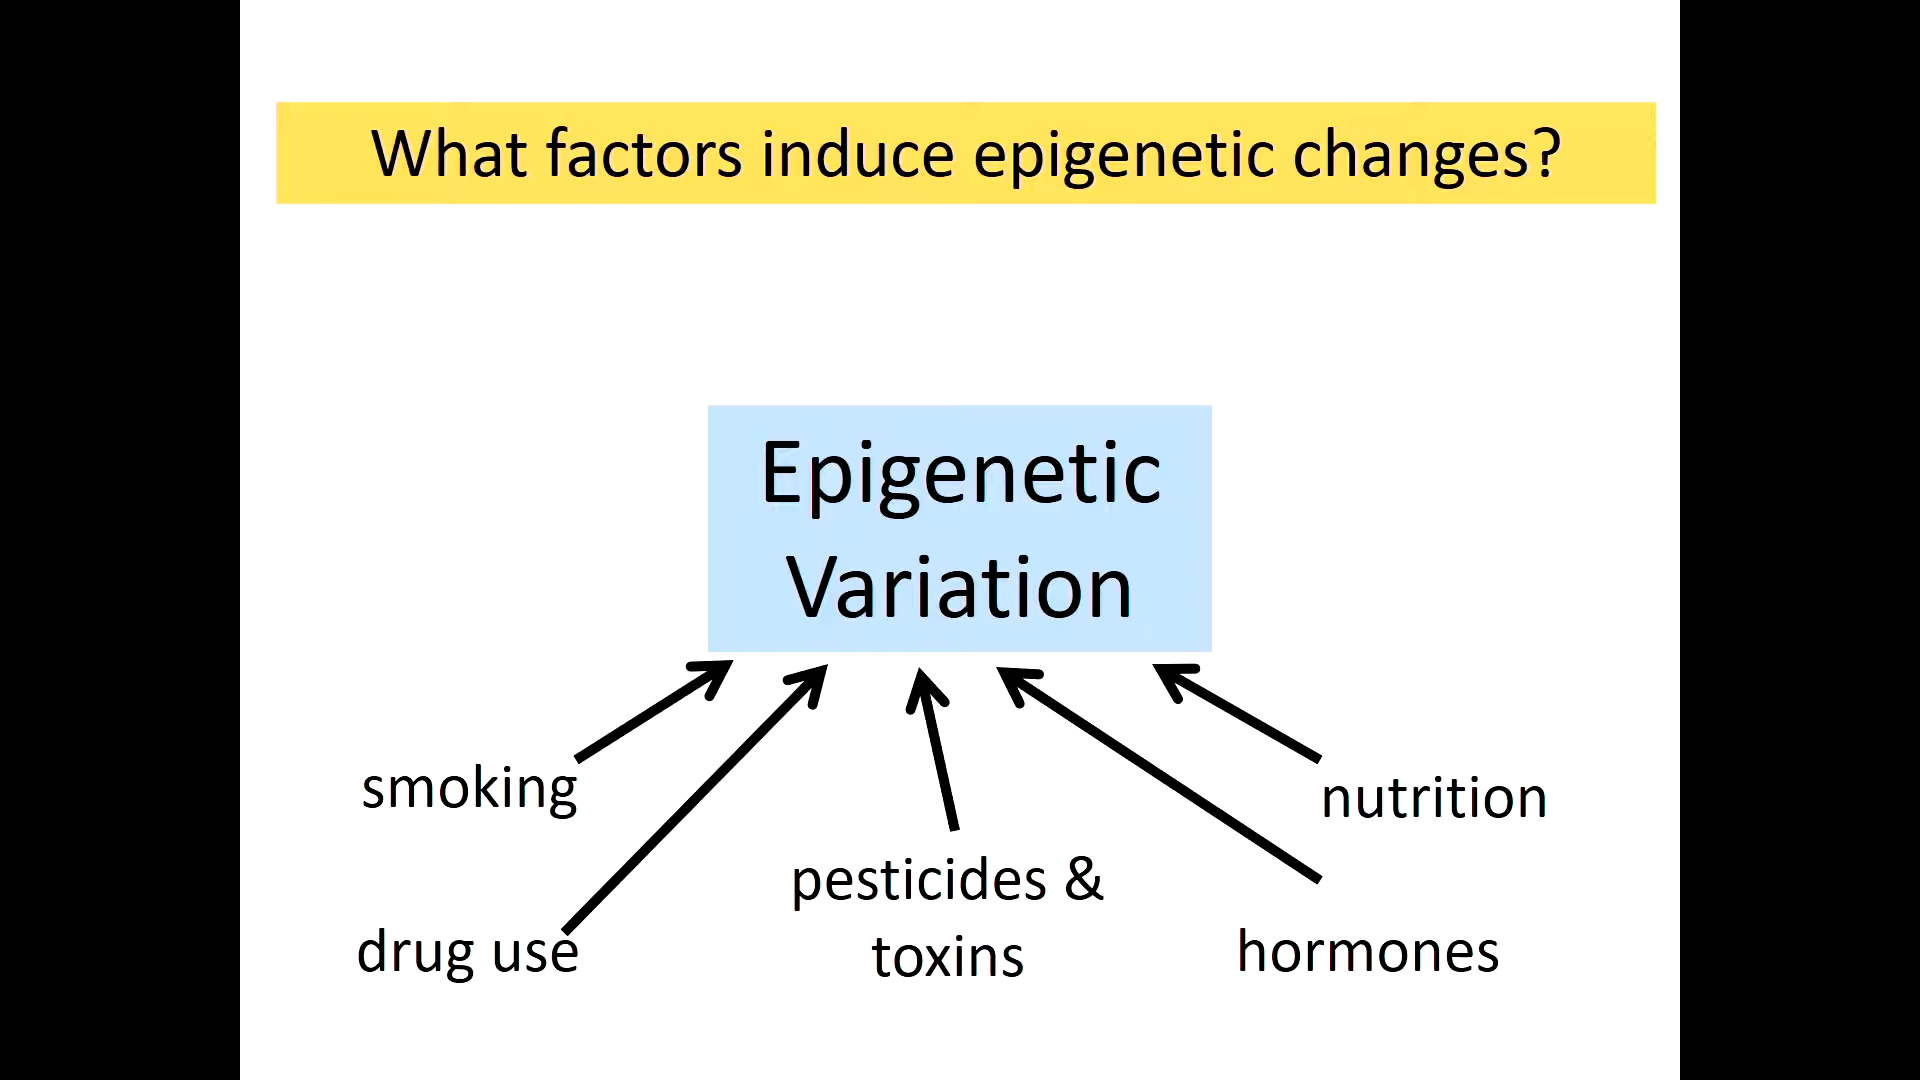 What factors induce epigenetic changes?
Epigenetic
Variation
smoking
nutrition
pesticides &
toxins
drug use
hormones